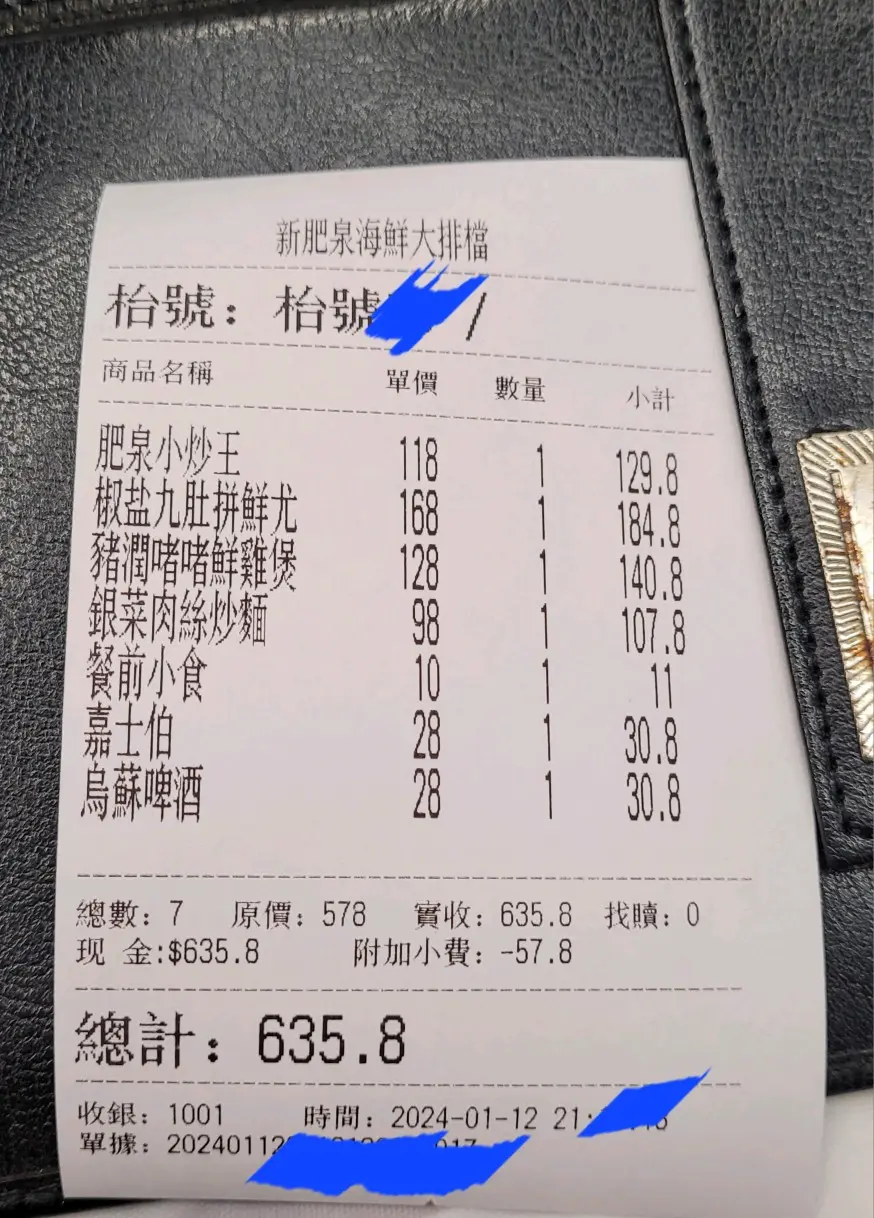 新肥泉海鮮大排檔
枱號：枱號 /
商品名稱 單價 數量 小計
肥泉小炒王 118 1 129.8
椒盐九肚拼鮮尤 168 1 184.8
豬潤啫啫鮮雞煲 128 1 140.8
銀菜肉絲炒麵 98 1 107.8
餐前小食 10 1 11
嘉士伯 28 1 30.8
烏蘇啤酒 28 1 30.8
總數：7 原價：578 實收：635.8 找贖：0
现 金:$635.8 附加小費：-57.8
總計：635.8
收銀：1001 時間：2024-01-12 21:
單據：20240112